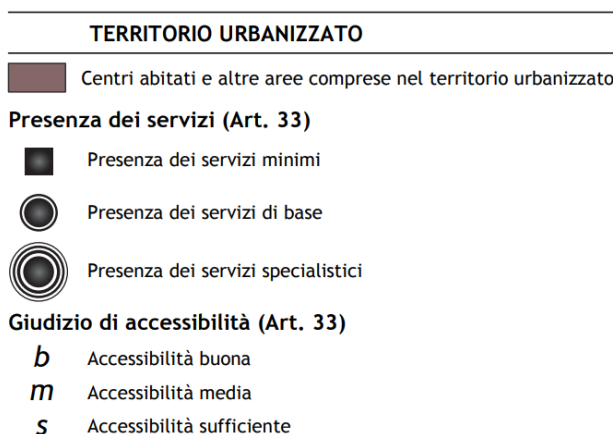 TERRITORIO URBANIZZATO
Centri abitati e altre aree comprese nel territorio urbanizzato
Presenza dei servizi (Art. 33)
Presenza dei servizi minimi
Presenza dei servizi di base
Presenza dei servizi specialistici
Giudizio di accessibilità (Art. 33)
b Accessibilità buona
m Accessibilità media
s Accessibilità sufficiente